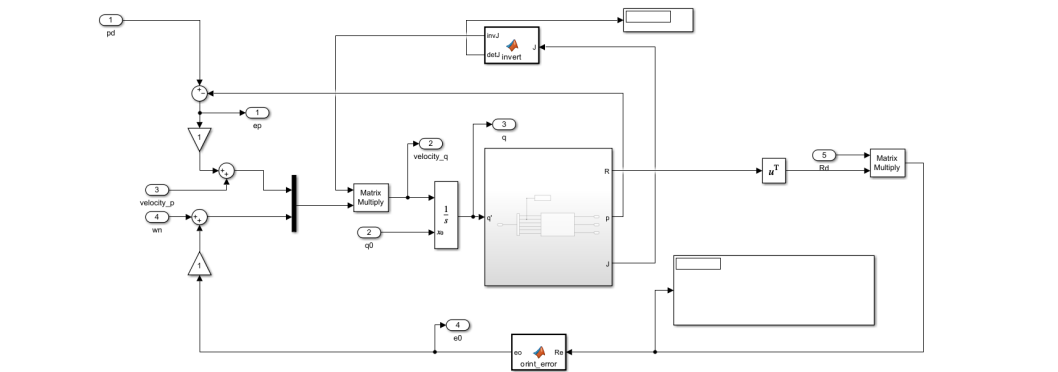 1
pd
invJ
detJ
J
invert
+
−
1
ep
1
3
q
2
velocity_q
+
+
3
velocity_p
4
wn
+
+
Matrix
Multiply
1
s
x₀
2
q0
q'
R
p
J
uᵀ
5
Rd
Matrix
Multiply
1
4
e0
eo
Re
orint_error